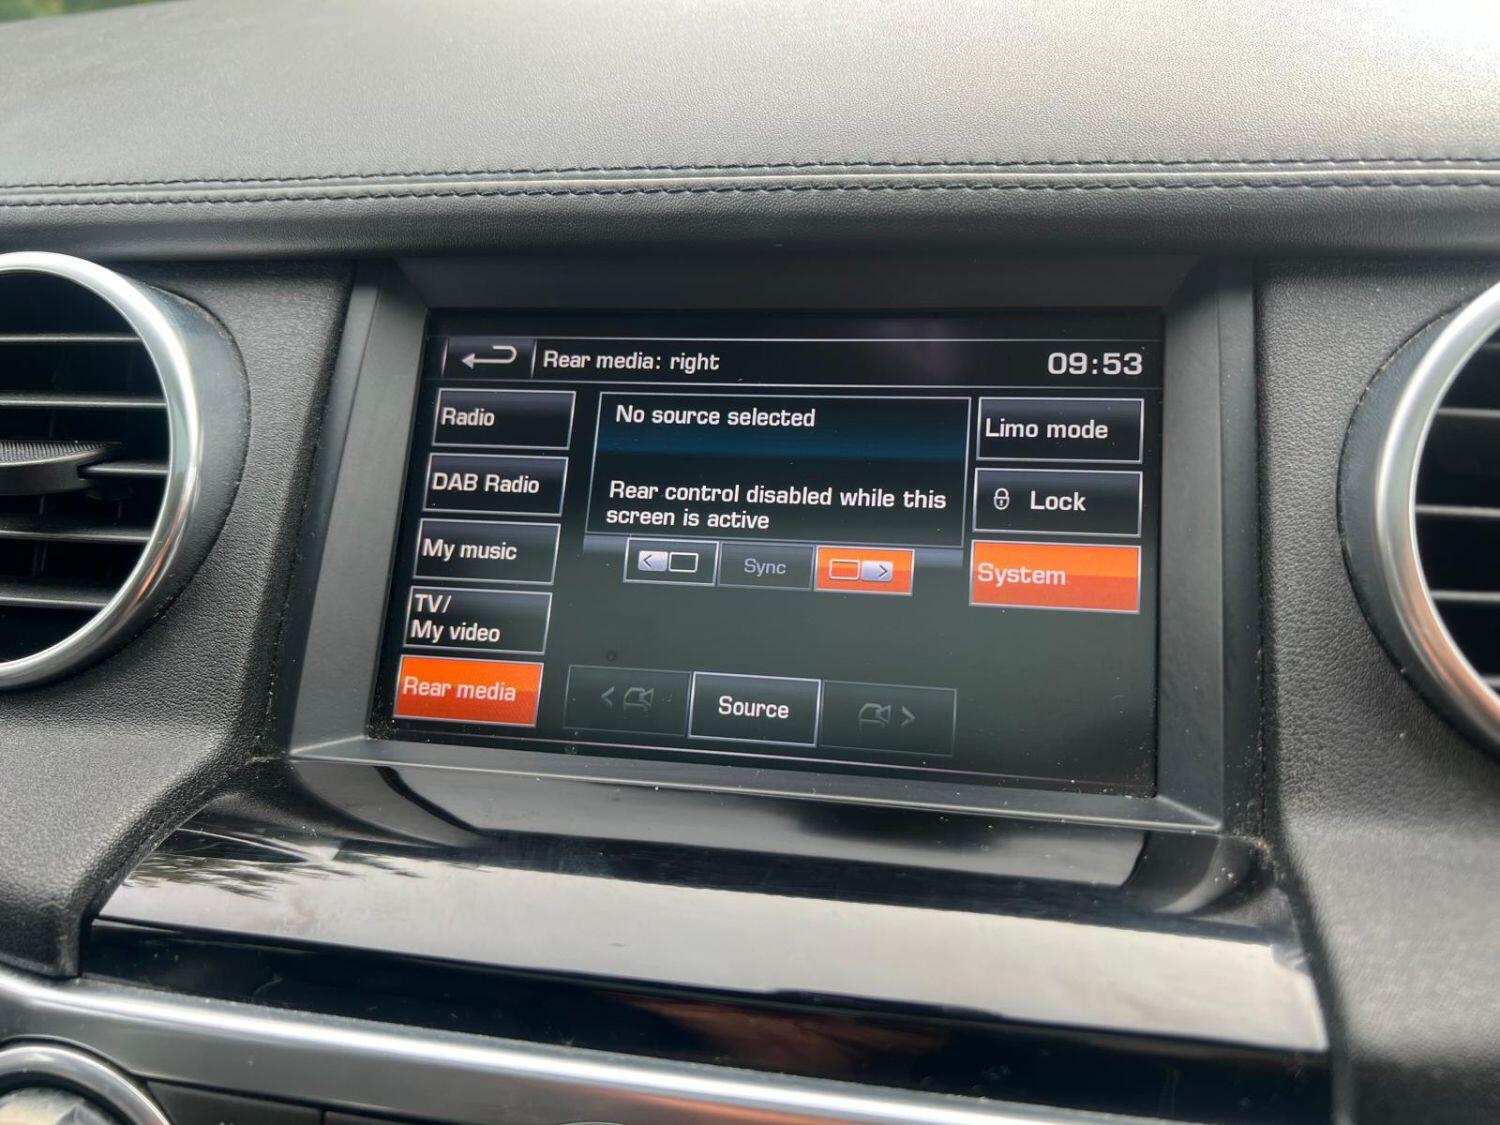 Rear media: right
09:53
Radio
DAB Radio
My music
TV/
My video
Rear media
No source selected
Rear control disabled while this
screen is active
Sync
Source
Limo mode
Lock
System